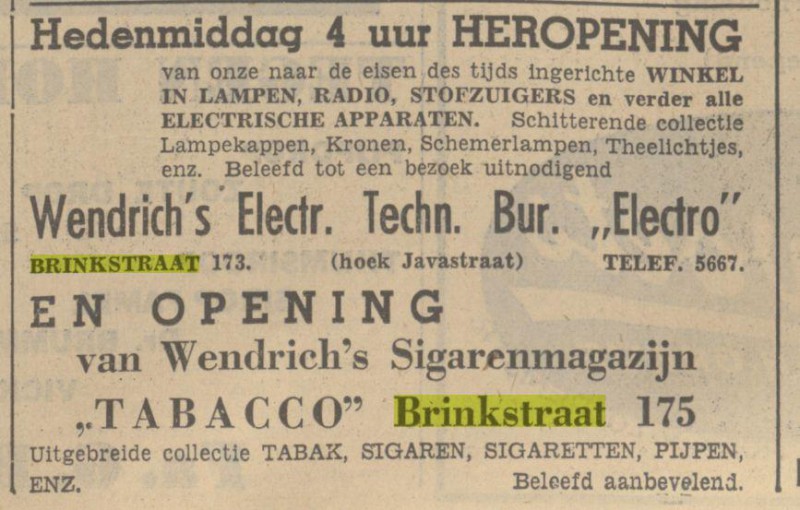 Hedenmiddag 4 uur HEROPENING
van onze naar de eisen des tijds ingerichte WINKEL
IN LAMPEN, RADIO, STOFZUIGERS en verder alle
ELECTRISCHE APPARATEN. Schitterende collectie
Lampekappen, Kronen, Schemerlampen, Theelichtjes,
enz. Beleefd tot een bezoek uitnodigend
Wendrich's Electr. Techn. Bur. „Electro”
BRINKSTRAAT 173. (hoek Javastraat) TELEF. 5667.
EN OPENING
van Wendrich's Sigarenmagazijn
„TABACCO” Brinkstraat 175
Uitgebreide collectie TABAK, SIGAREN, SIGARETTEN, PIJPEN,
ENZ. Beleefd aanbevelend.